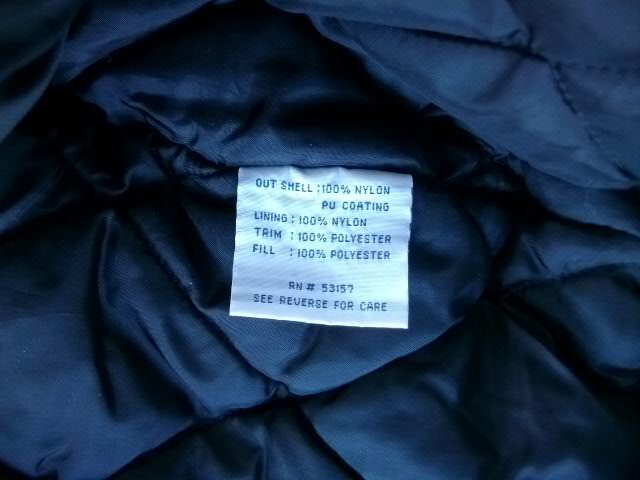 OUT SHELL :100% NYLON
PU COATING
LINING : 100% NYLON
TRIM : 100% POLYESTER
FILL : 100% POLYESTER
RN # 53157
SEE REVERSE FOR CARE